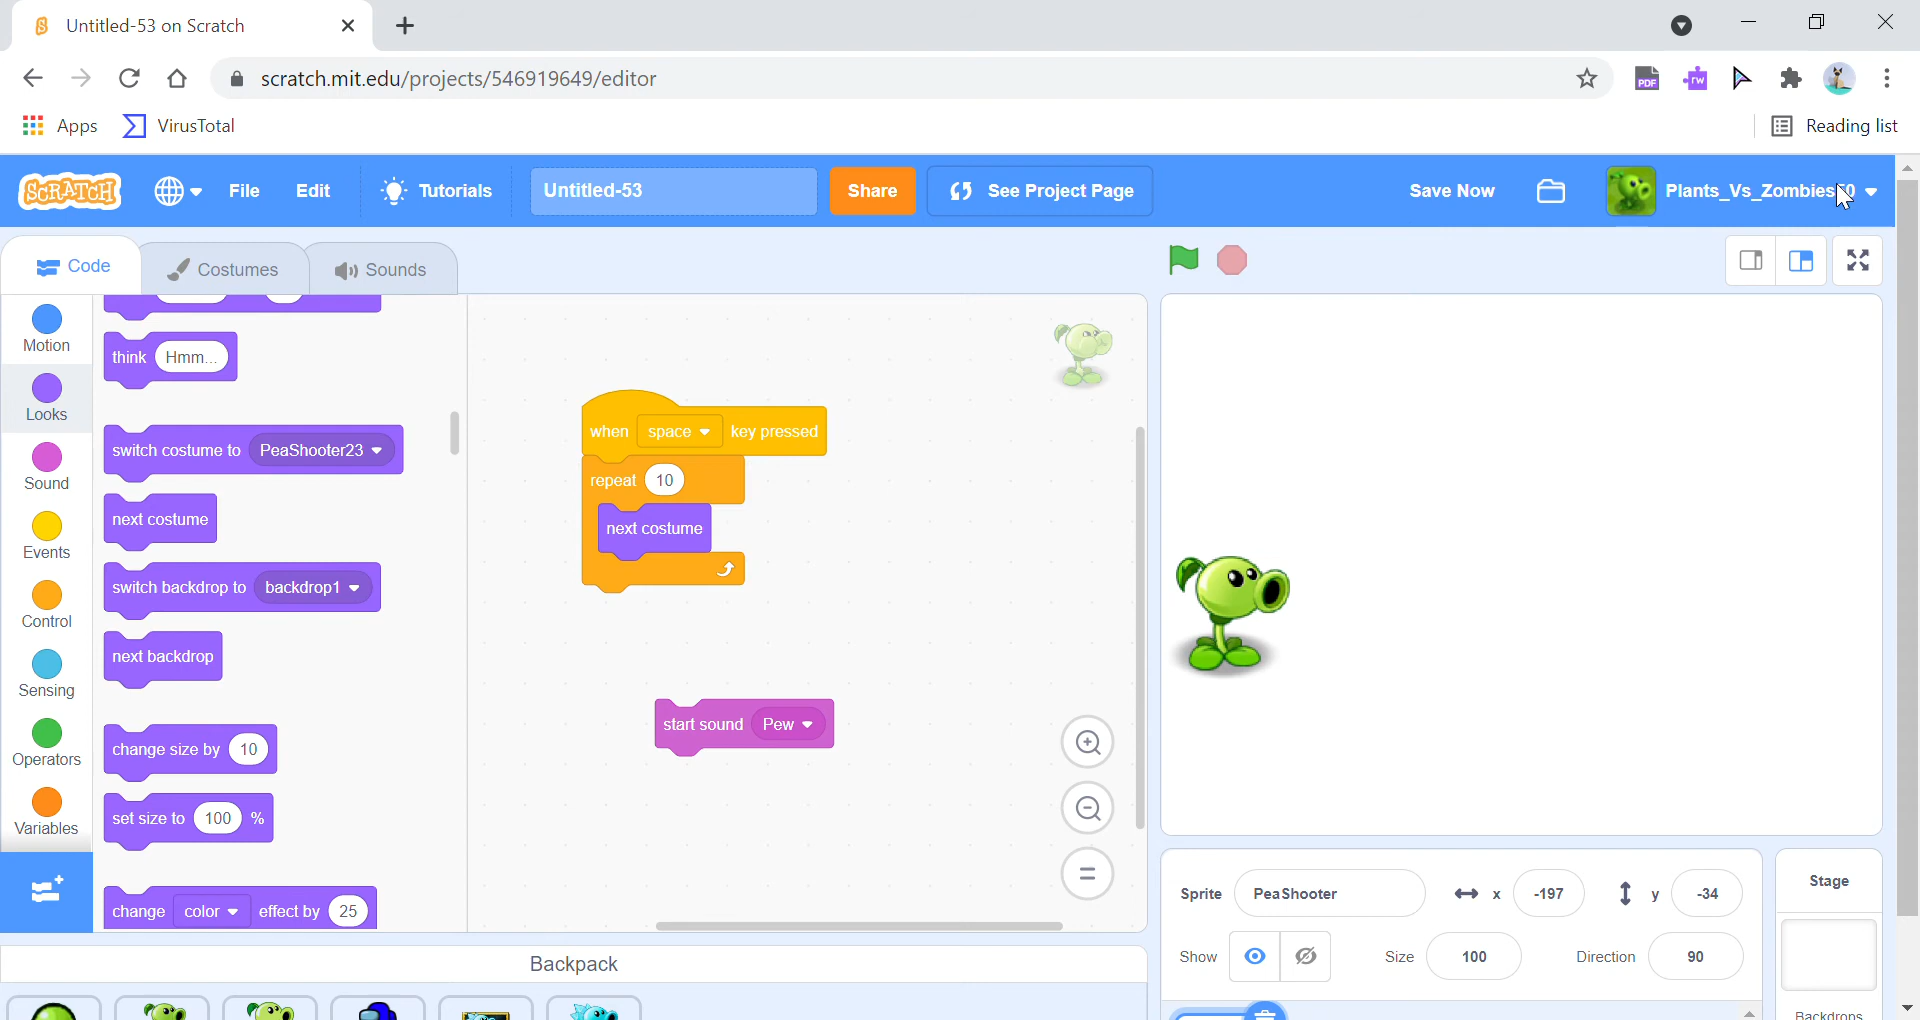 Untitled-53 on Scratch
scratch.mit.edu/projects/546919649/editor
PDF
rw
Apps
VirusTotal
Reading list
SCRATCH
File
Edit
Tutorials
Untitled-53
Share
See Project Page
Save Now
Code
Costumes
Sounds
Motion
Looks
Sound
Events
Control
Sensing
Operators
Variables
think Hmm...
switch costume to PeaShooter23
next costume
switch backdrop to backdrop1
next backdrop
change size by 10
set size to 100 %
change color effect by 25
when space key pressed
repeat 10
next costume
start sound Pew
Backpack
Sprite PeaShooter x -197 y -34
Show Size 100 Direction 90
Stage
Backdrops